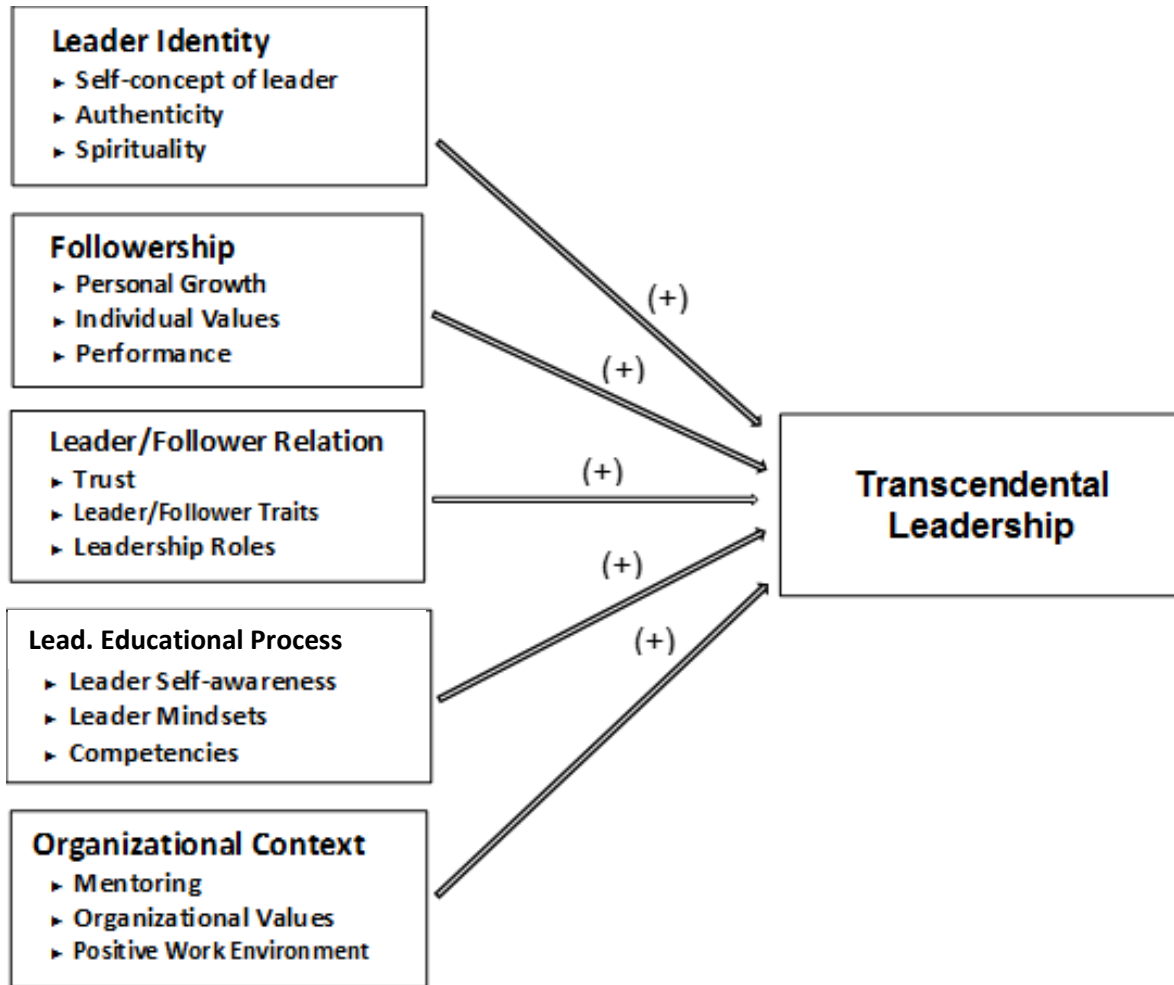 Leader Identity
▸ Self-concept of leader
▸ Authenticity
▸ Spirituality
(+)
Followership
▸ Personal Growth
▸ Individual Values
▸ Performance
(+)
Leader/Follower Relation
▸ Trust
▸ Leader/Follower Traits
▸ Leadership Roles
(+)
Transcendental
Leadership
Lead. Educational Process
▸ Leader Self-awareness
▸ Leader Mindsets
▸ Competencies
(+)
Organizational Context
▸ Mentoring
▸ Organizational Values
▸ Positive Work Environment
(+)